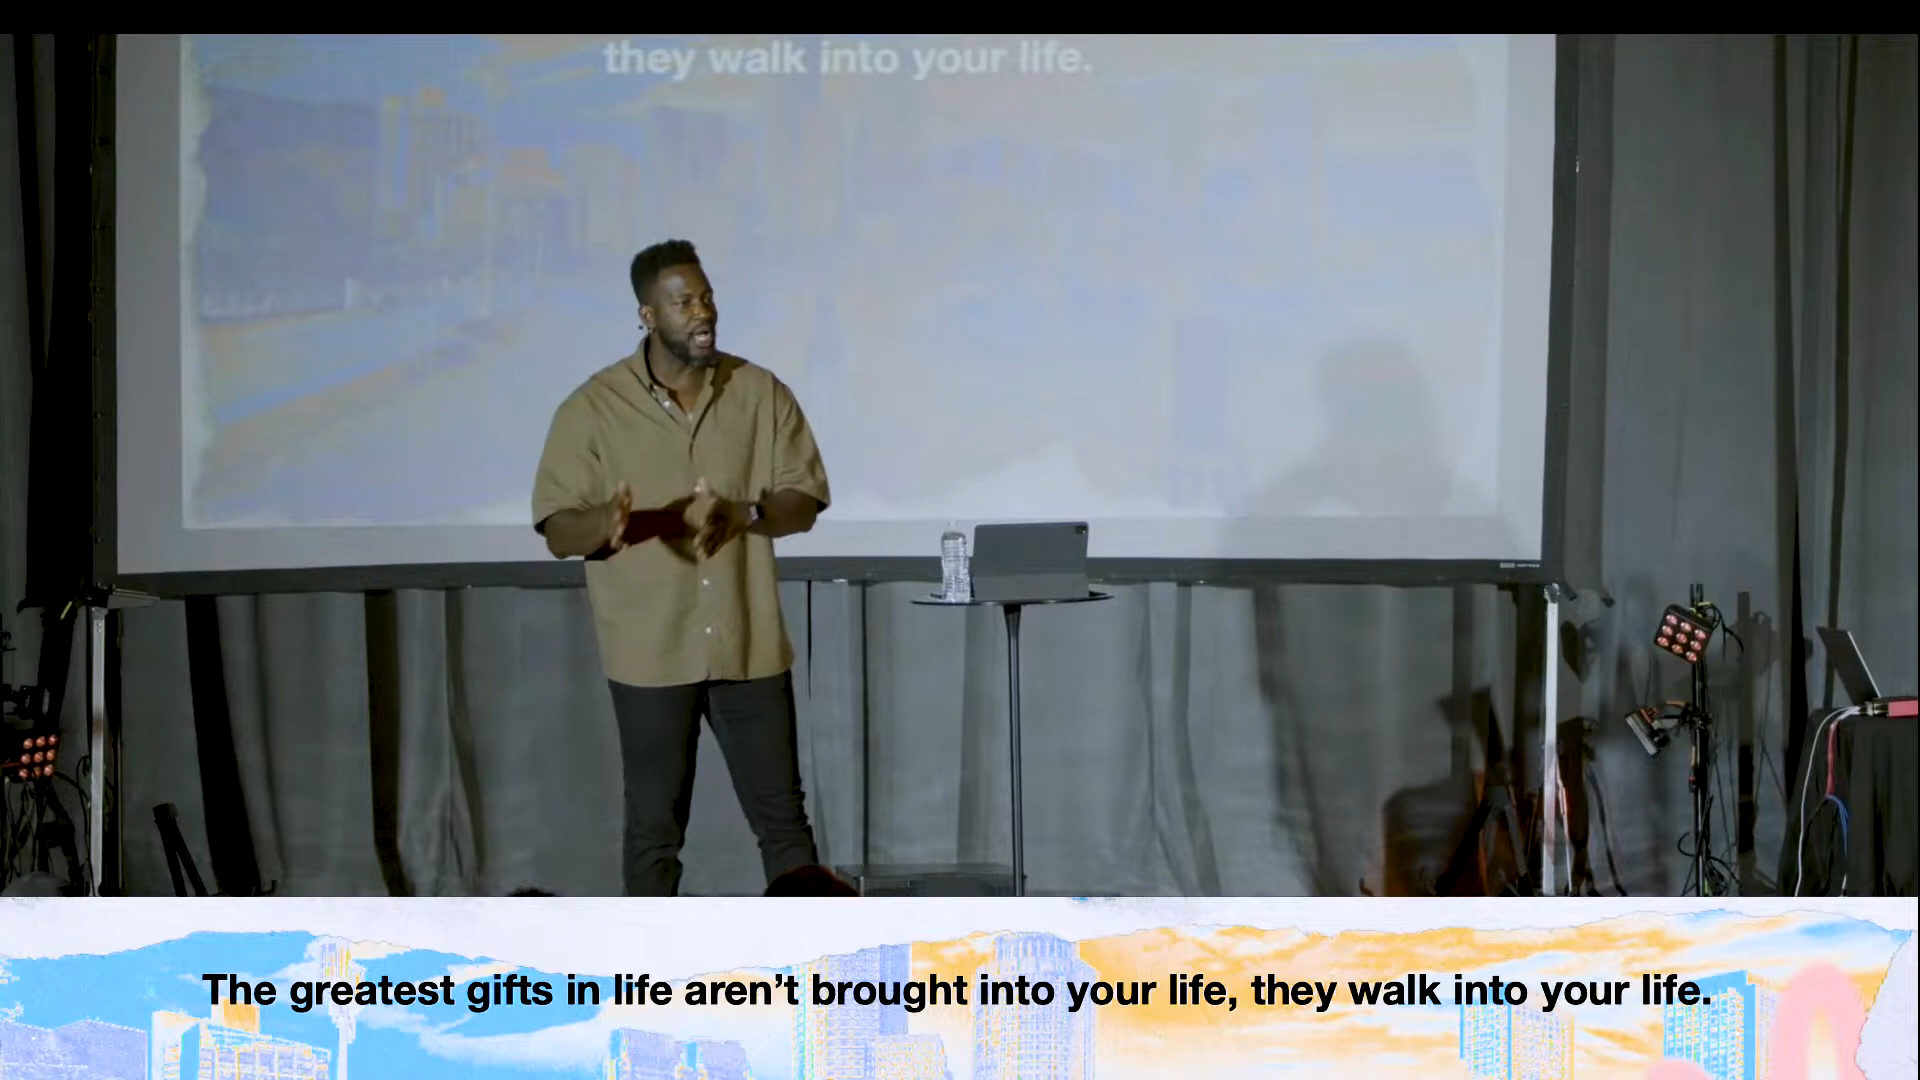 they walk into your life.
The greatest gifts in life aren't brought into your life, they walk into your life.